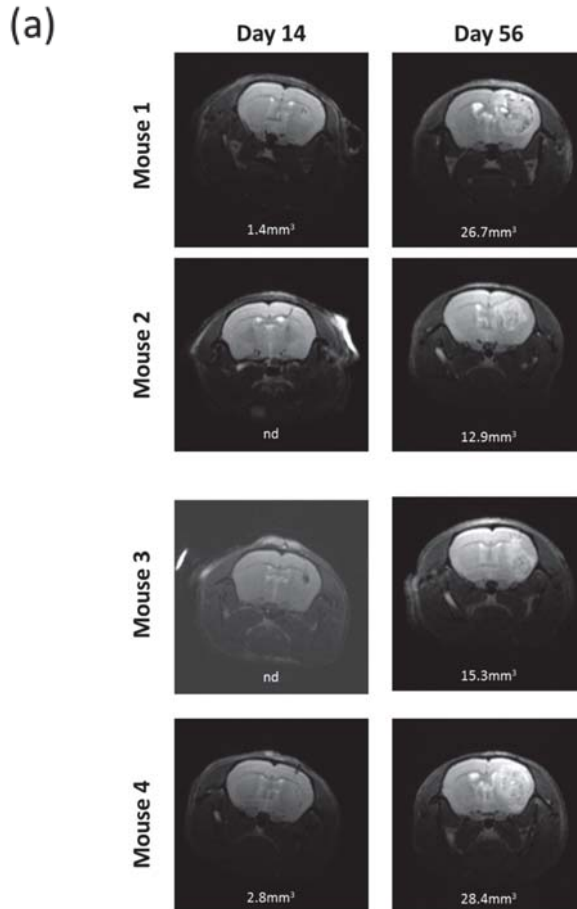 (a)
Day 14 Day 56
Mouse 1
1.4mm³ 26.7mm³
Mouse 2
nd 12.9mm³
Mouse 3
nd 15.3mm³
Mouse 4
2.8mm³ 28.4mm³